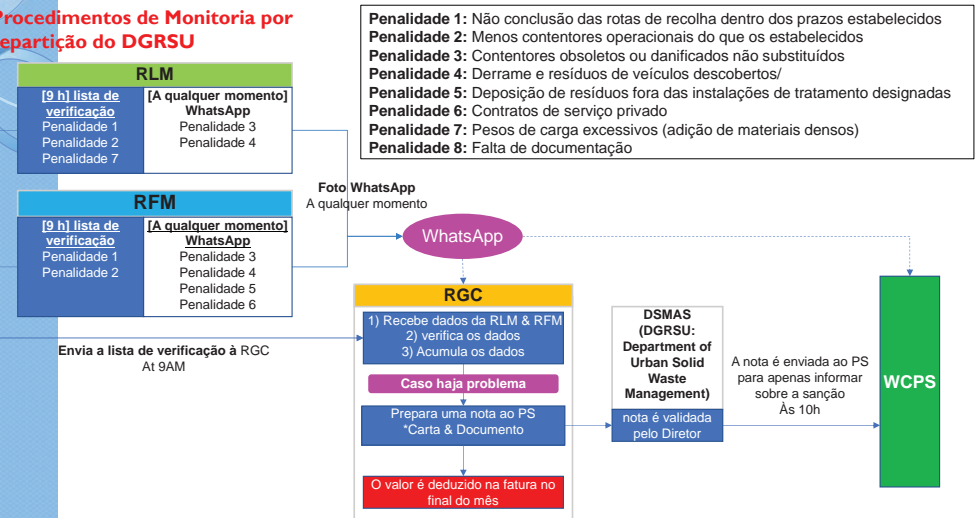 Procedimentos de Monitoria por
epartição do DGRSU
Penalidade 1: Não conclusão das rotas de recolha dentro dos prazos estabelecidos
Penalidade 2: Menos contentores operacionais do que os estabelecidos
Penalidade 3: Contentores obsoletos ou danificados não substituídos
Penalidade 4: Derrame e resíduos de veículos descobertos/
Penalidade 5: Deposição de resíduos fora das instalações de tratamento designadas
Penalidade 6: Contratos de serviço privado
Penalidade 7: Pesos de carga excessivos (adição de materiais densos)
Penalidade 8: Falta de documentação
RLM
[9 h] lista de
verificação
Penalidade 1
Penalidade 2
Penalidade 7
[A qualquer momento]
WhatsApp
Penalidade 3
Penalidade 4
RFM
[9 h] lista de
verificação
Penalidade 1
Penalidade 2
[A qualquer momento]
WhatsApp
Penalidade 3
Penalidade 4
Penalidade 5
Penalidade 6
Foto WhatsApp
A qualquer momento
WhatsApp
Envia a lista de verificação à RGC
At 9AM
RGC
1) Recebe dados da RLM & RFM
2) verifica os dados
3) Acumula os dados
Caso haja problema
Prepara uma nota ao PS
*Carta & Documento
O valor é deduzido na fatura no
final do mês
DSMAS
(DGRSU:
Department of
Urban Solid
Waste
Management)
nota é validada
pelo Diretor
A nota é enviada ao PS
para apenas informar
sobre a sanção
Às 10h
WCPS